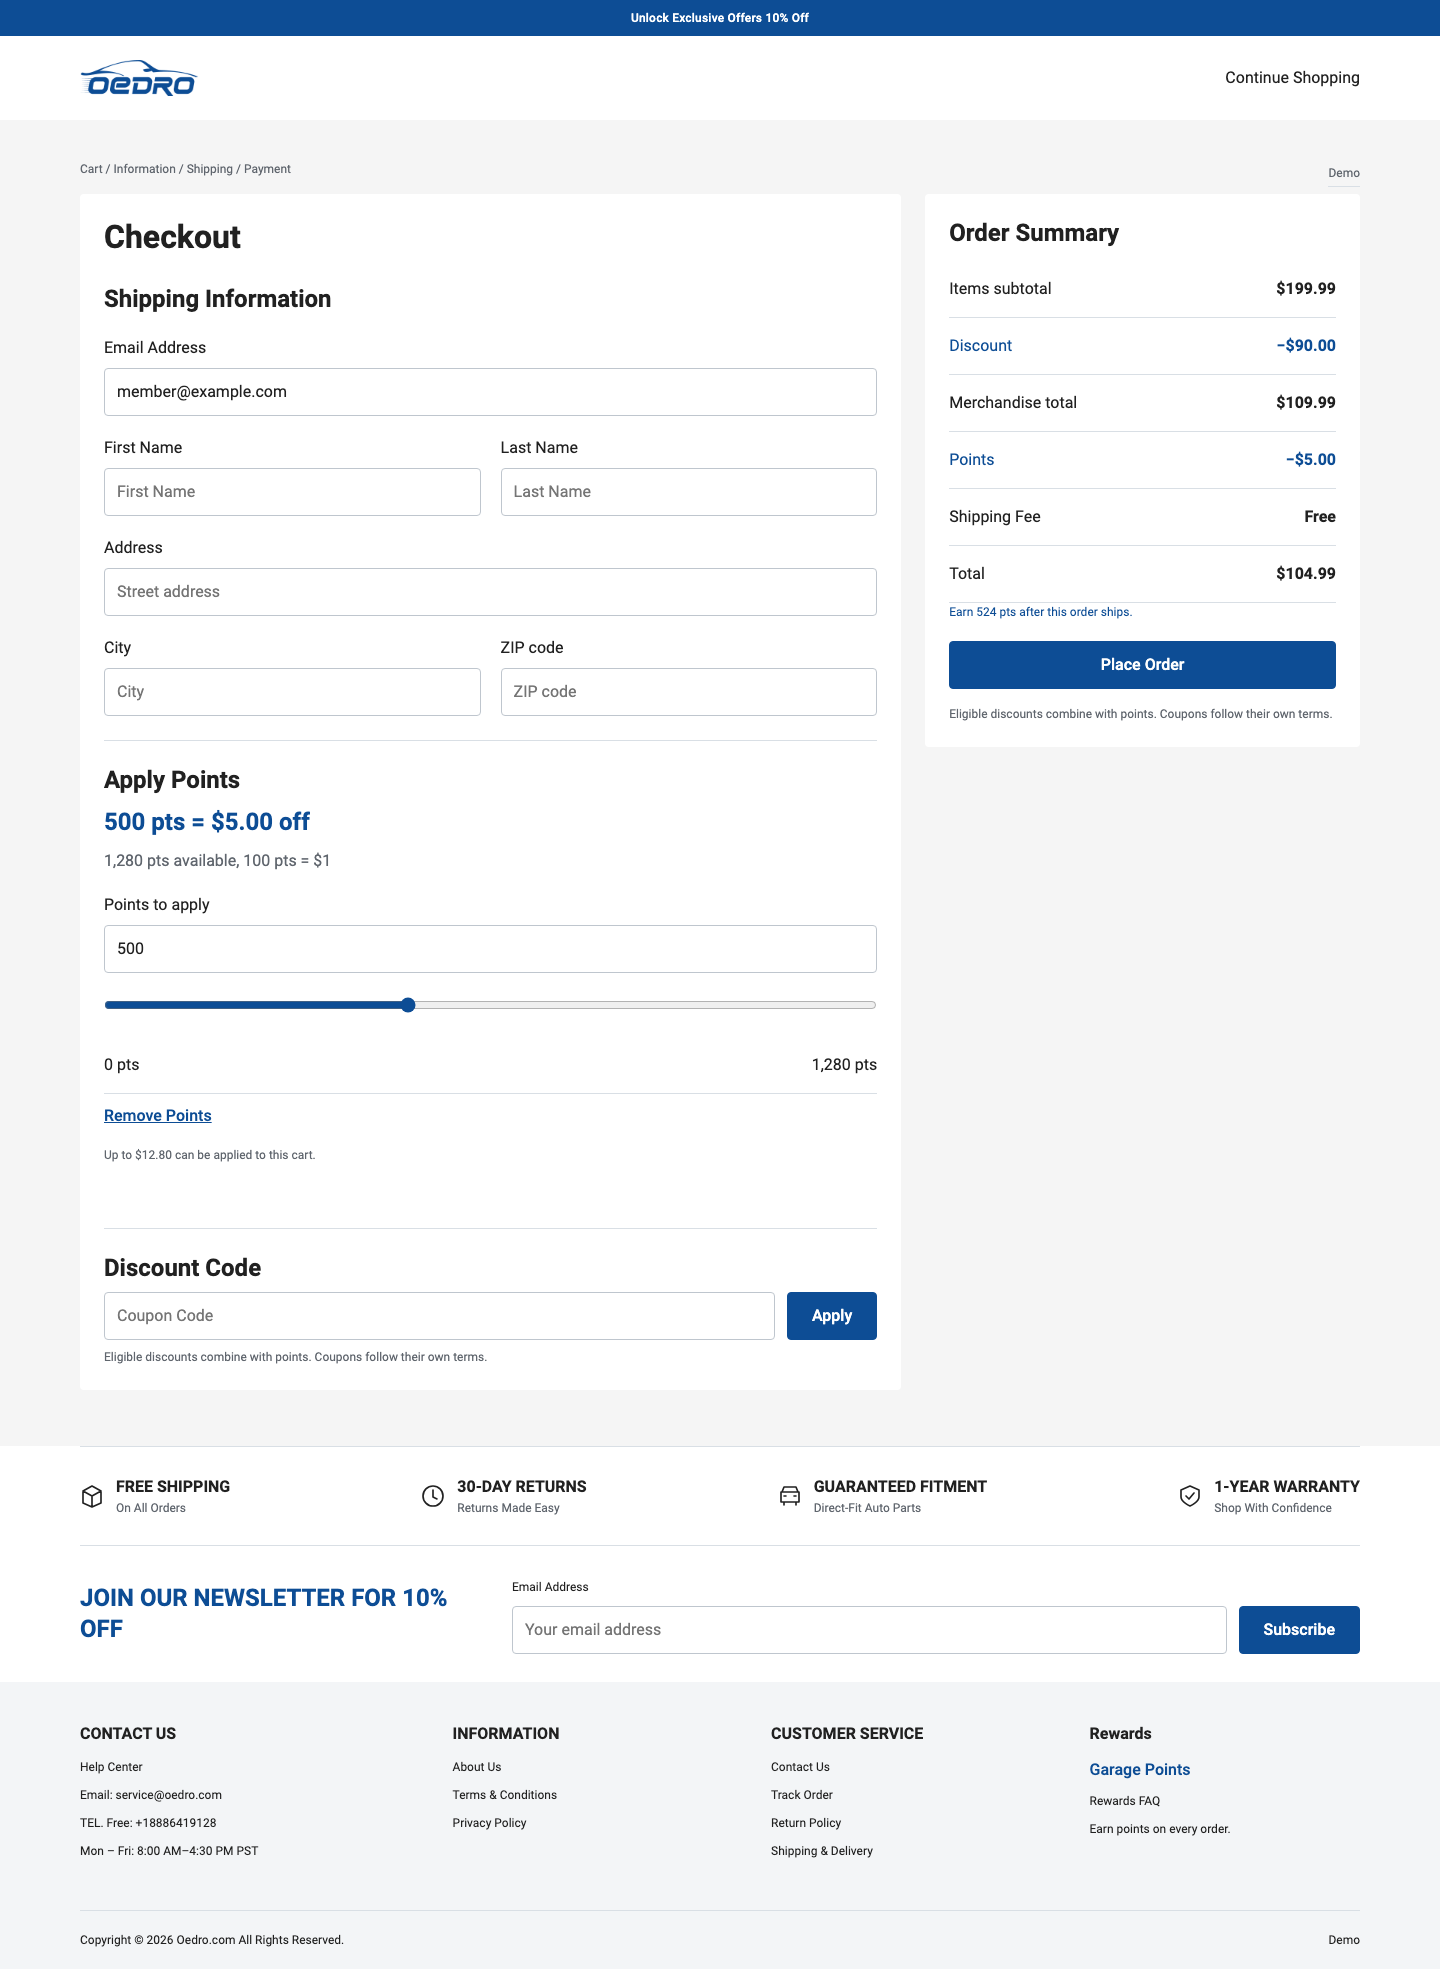 Unlock Exclusive Offers 10% Off
OEDRO
Continue Shopping
Cart / Information / Shipping / Payment
Demo
Checkout
Shipping Information
Email Address
member@example.com
First Name
Last Name
First Name
Last Name
Address
Street address
City
ZIP code
City
ZIP code
Apply Points
500 pts = $5.00 off
1,280 pts available, 100 pts = $1
Points to apply
500
0 pts
1,280 pts
Remove Points
Up to $12.80 can be applied to this cart.
Discount Code
Coupon Code
Apply
Eligible discounts combine with points. Coupons follow their own terms.
Order Summary
Items subtotal $199.99
Discount −$90.00
Merchandise total $109.99
Points −$5.00
Shipping Fee Free
Total $104.99
Earn 524 pts after this order ships.
Place Order
Eligible discounts combine with points. Coupons follow their own terms.
FREE SHIPPING
On All Orders
30-DAY RETURNS
Returns Made Easy
GUARANTEED FITMENT
Direct-Fit Auto Parts
1-YEAR WARRANTY
Shop With Confidence
JOIN OUR NEWSLETTER FOR 10%
OFF
Email Address
Your email address
Subscribe
CONTACT US
Help Center
Email: service@oedro.com
TEL. Free: +18886419128
Mon – Fri: 8:00 AM–4:30 PM PST
INFORMATION
About Us
Terms & Conditions
Privacy Policy
CUSTOMER SERVICE
Contact Us
Track Order
Return Policy
Shipping & Delivery
Rewards
Garage Points
Rewards FAQ
Earn points on every order.
Copyright © 2026 Oedro.com All Rights Reserved.
Demo